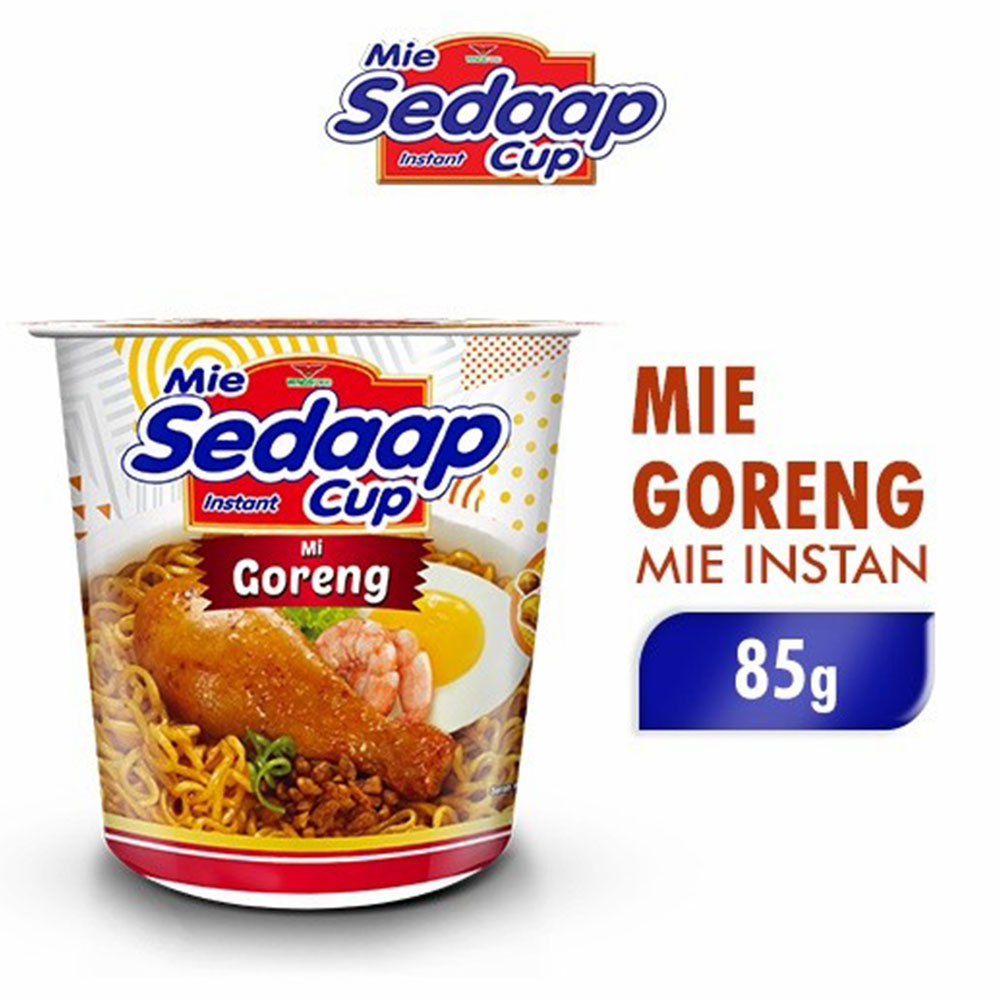 Mie
Sedaap
Instant Cup
Mie
Sedaap
Instant Cup
Mi
Goreng
MIE
GORENG
MIE INSTAN
85g